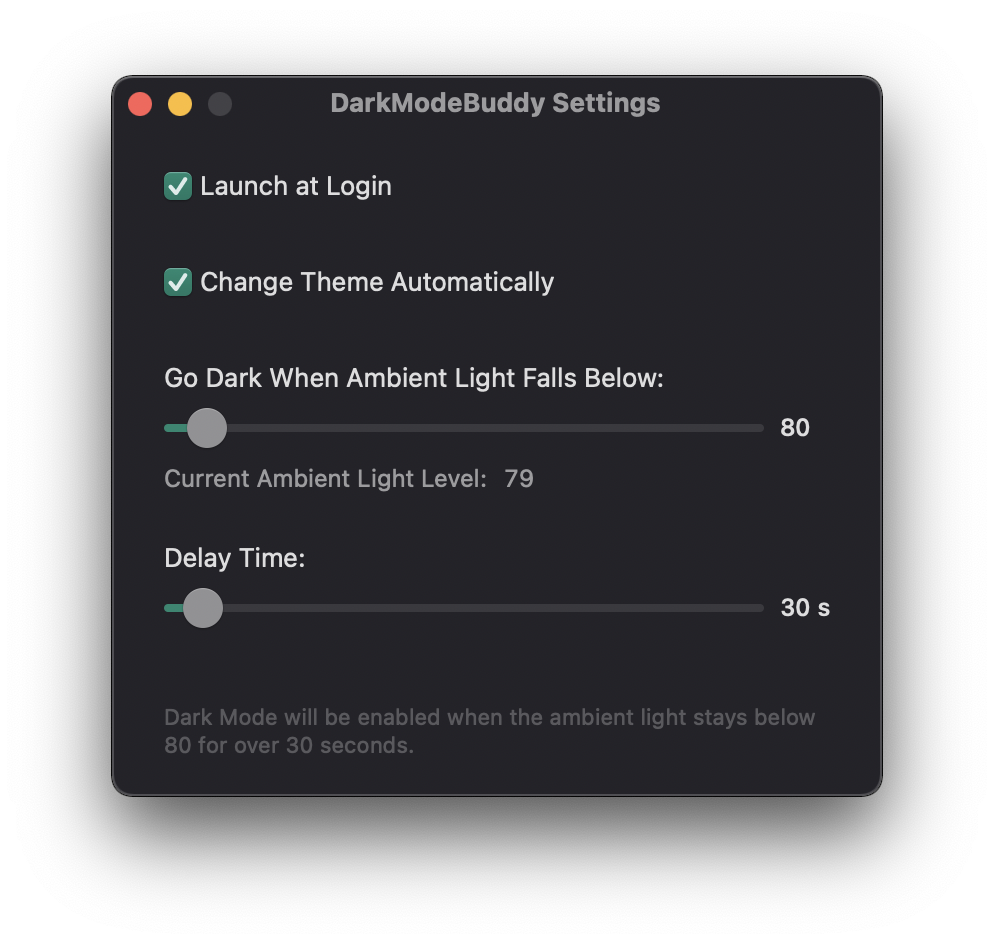 DarkModeBuddy Settings
Launch at Login
Change Theme Automatically
Go Dark When Ambient Light Falls Below:
80
Current Ambient Light Level: 79
Delay Time:
30 s
Dark Mode will be enabled when the ambient light stays below
80 for over 30 seconds.